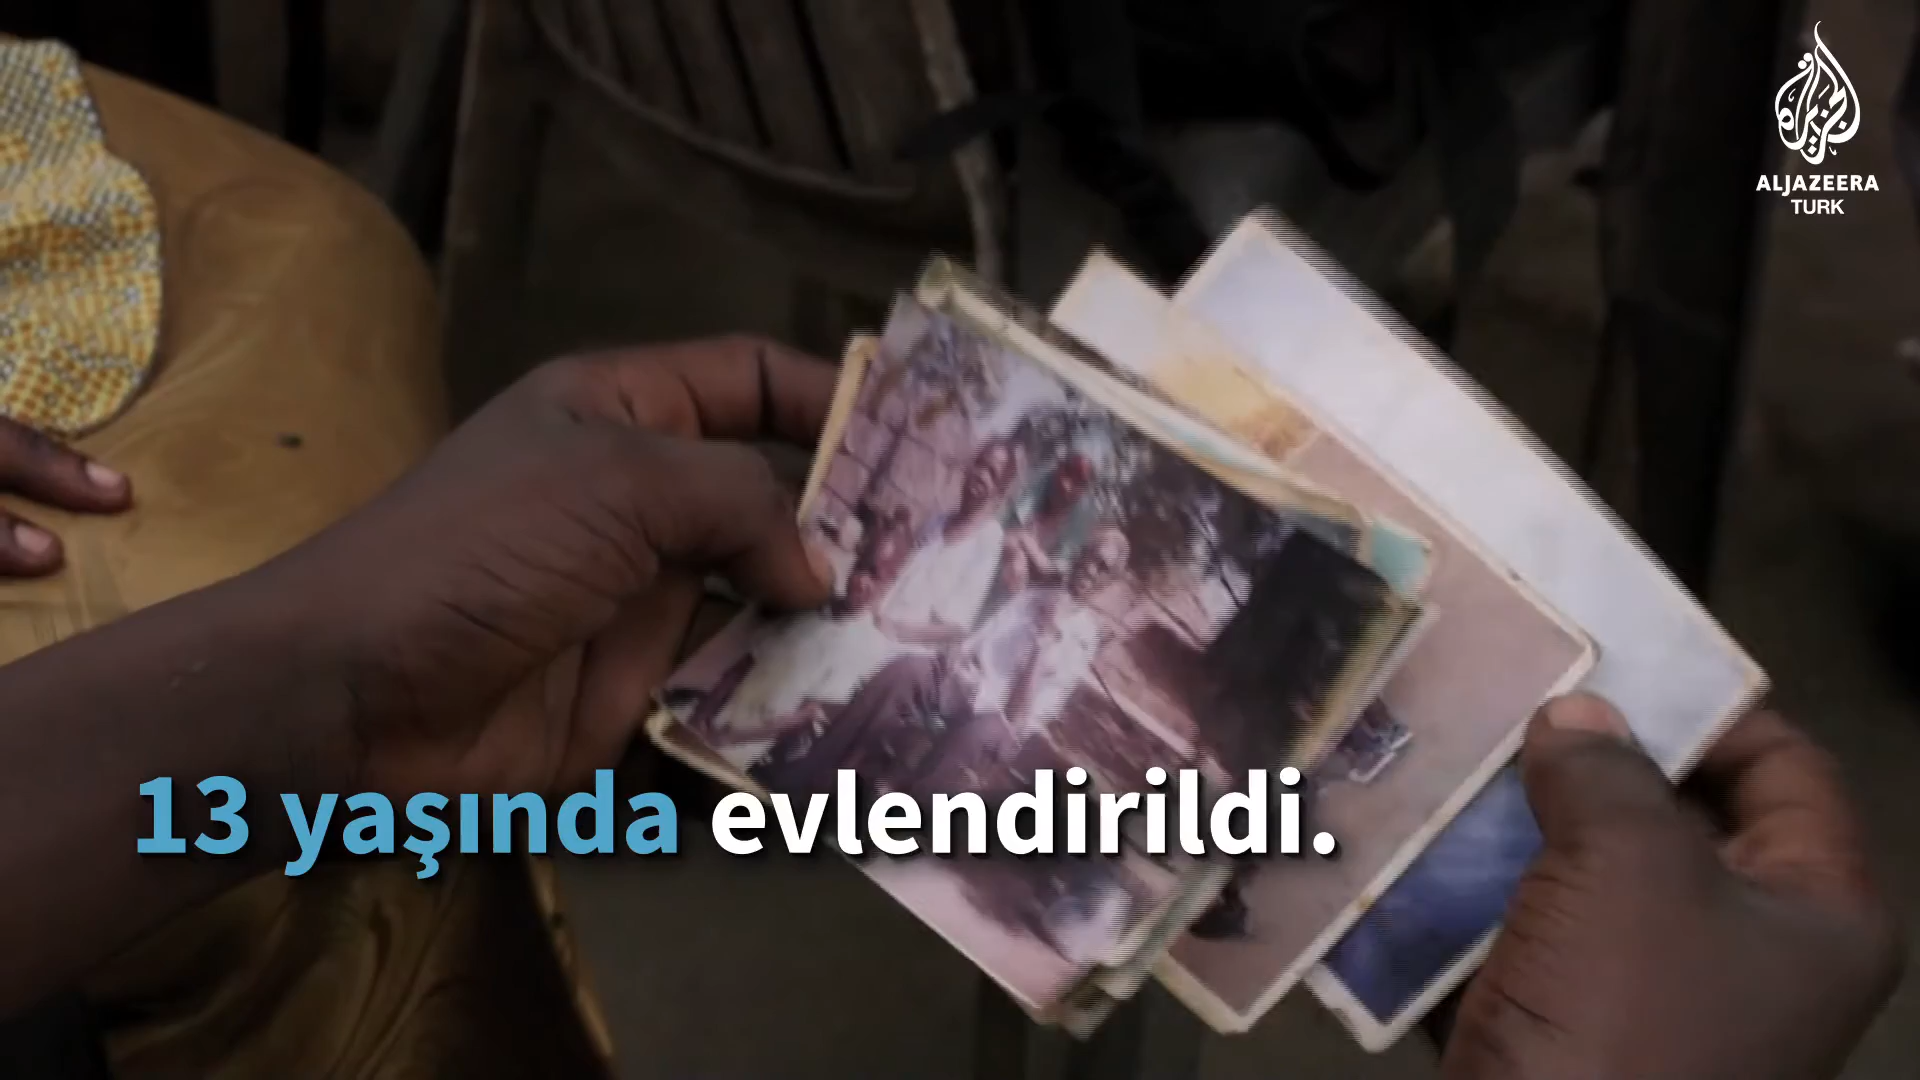 الجزيرة
ALJAZEERA
TURK
13 yaşında evlendirildi.